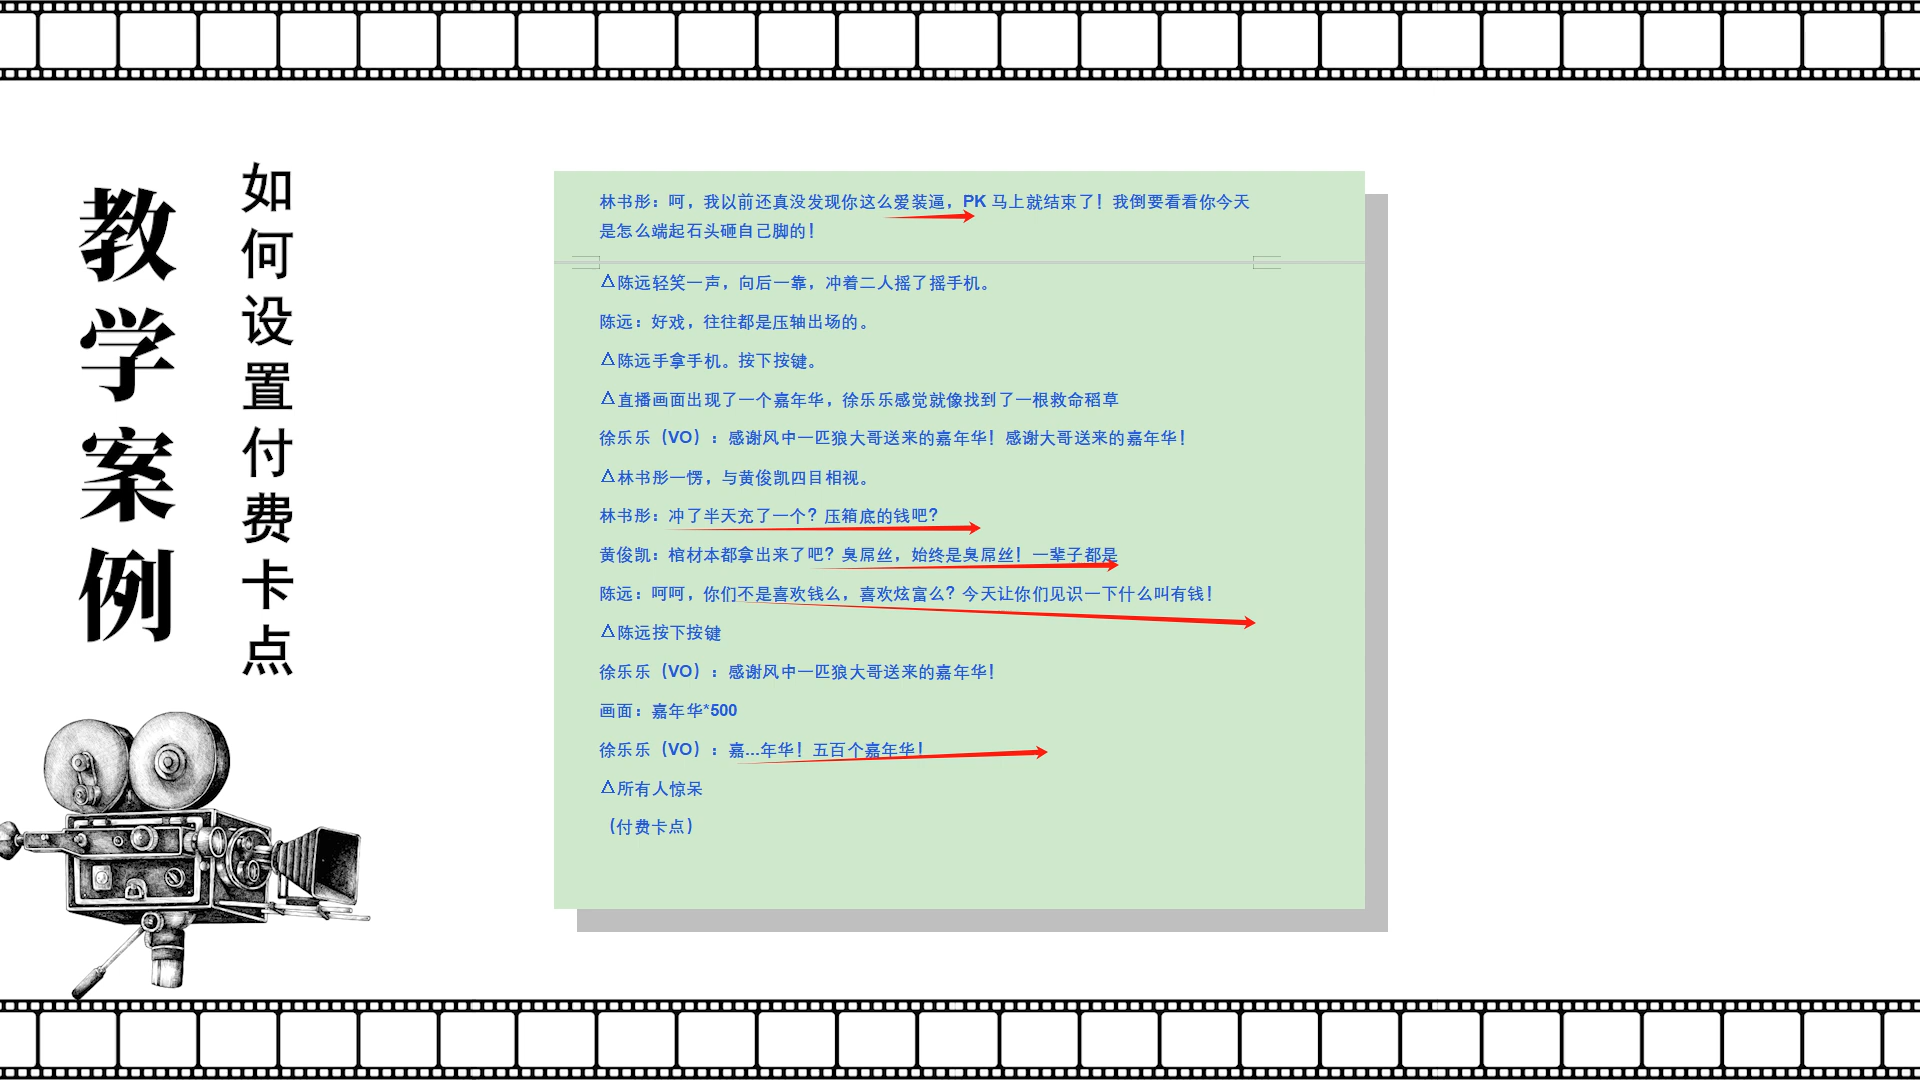 教学案例
如何设置付费卡点
林书彤：呵，我以前还真没发现你这么爱装逼，PK 马上就结束了！我倒要看看你今天
是怎么端起石头砸自己脚的！
△陈远轻笑一声，向后一靠，冲着二人摇了摇手机。
陈远：好戏，往往都是压轴出场的。
△陈远手拿手机。按下按键。
△直播画面出现了一个嘉年华，徐乐乐感觉就像找到了一根救命稻草
徐乐乐（VO）：感谢风中一匹狼大哥送来的嘉年华！感谢大哥送来的嘉年华！
△林书彤一愣，与黄俊凯四目相视。
林书彤：冲了半天充了一个？压箱底的钱吧？
黄俊凯：棺材本都拿出来了吧？臭屌丝，始终是臭屌丝！一辈子都是
陈远：呵呵，你们不是喜欢钱么，喜欢炫富么？今天让你们见识一下什么叫有钱！
△陈远按下按键
徐乐乐（VO）：感谢风中一匹狼大哥送来的嘉年华！
画面：嘉年华*500
徐乐乐（VO）：嘉...年华！五百个嘉年华！
△所有人惊呆
（付费卡点）